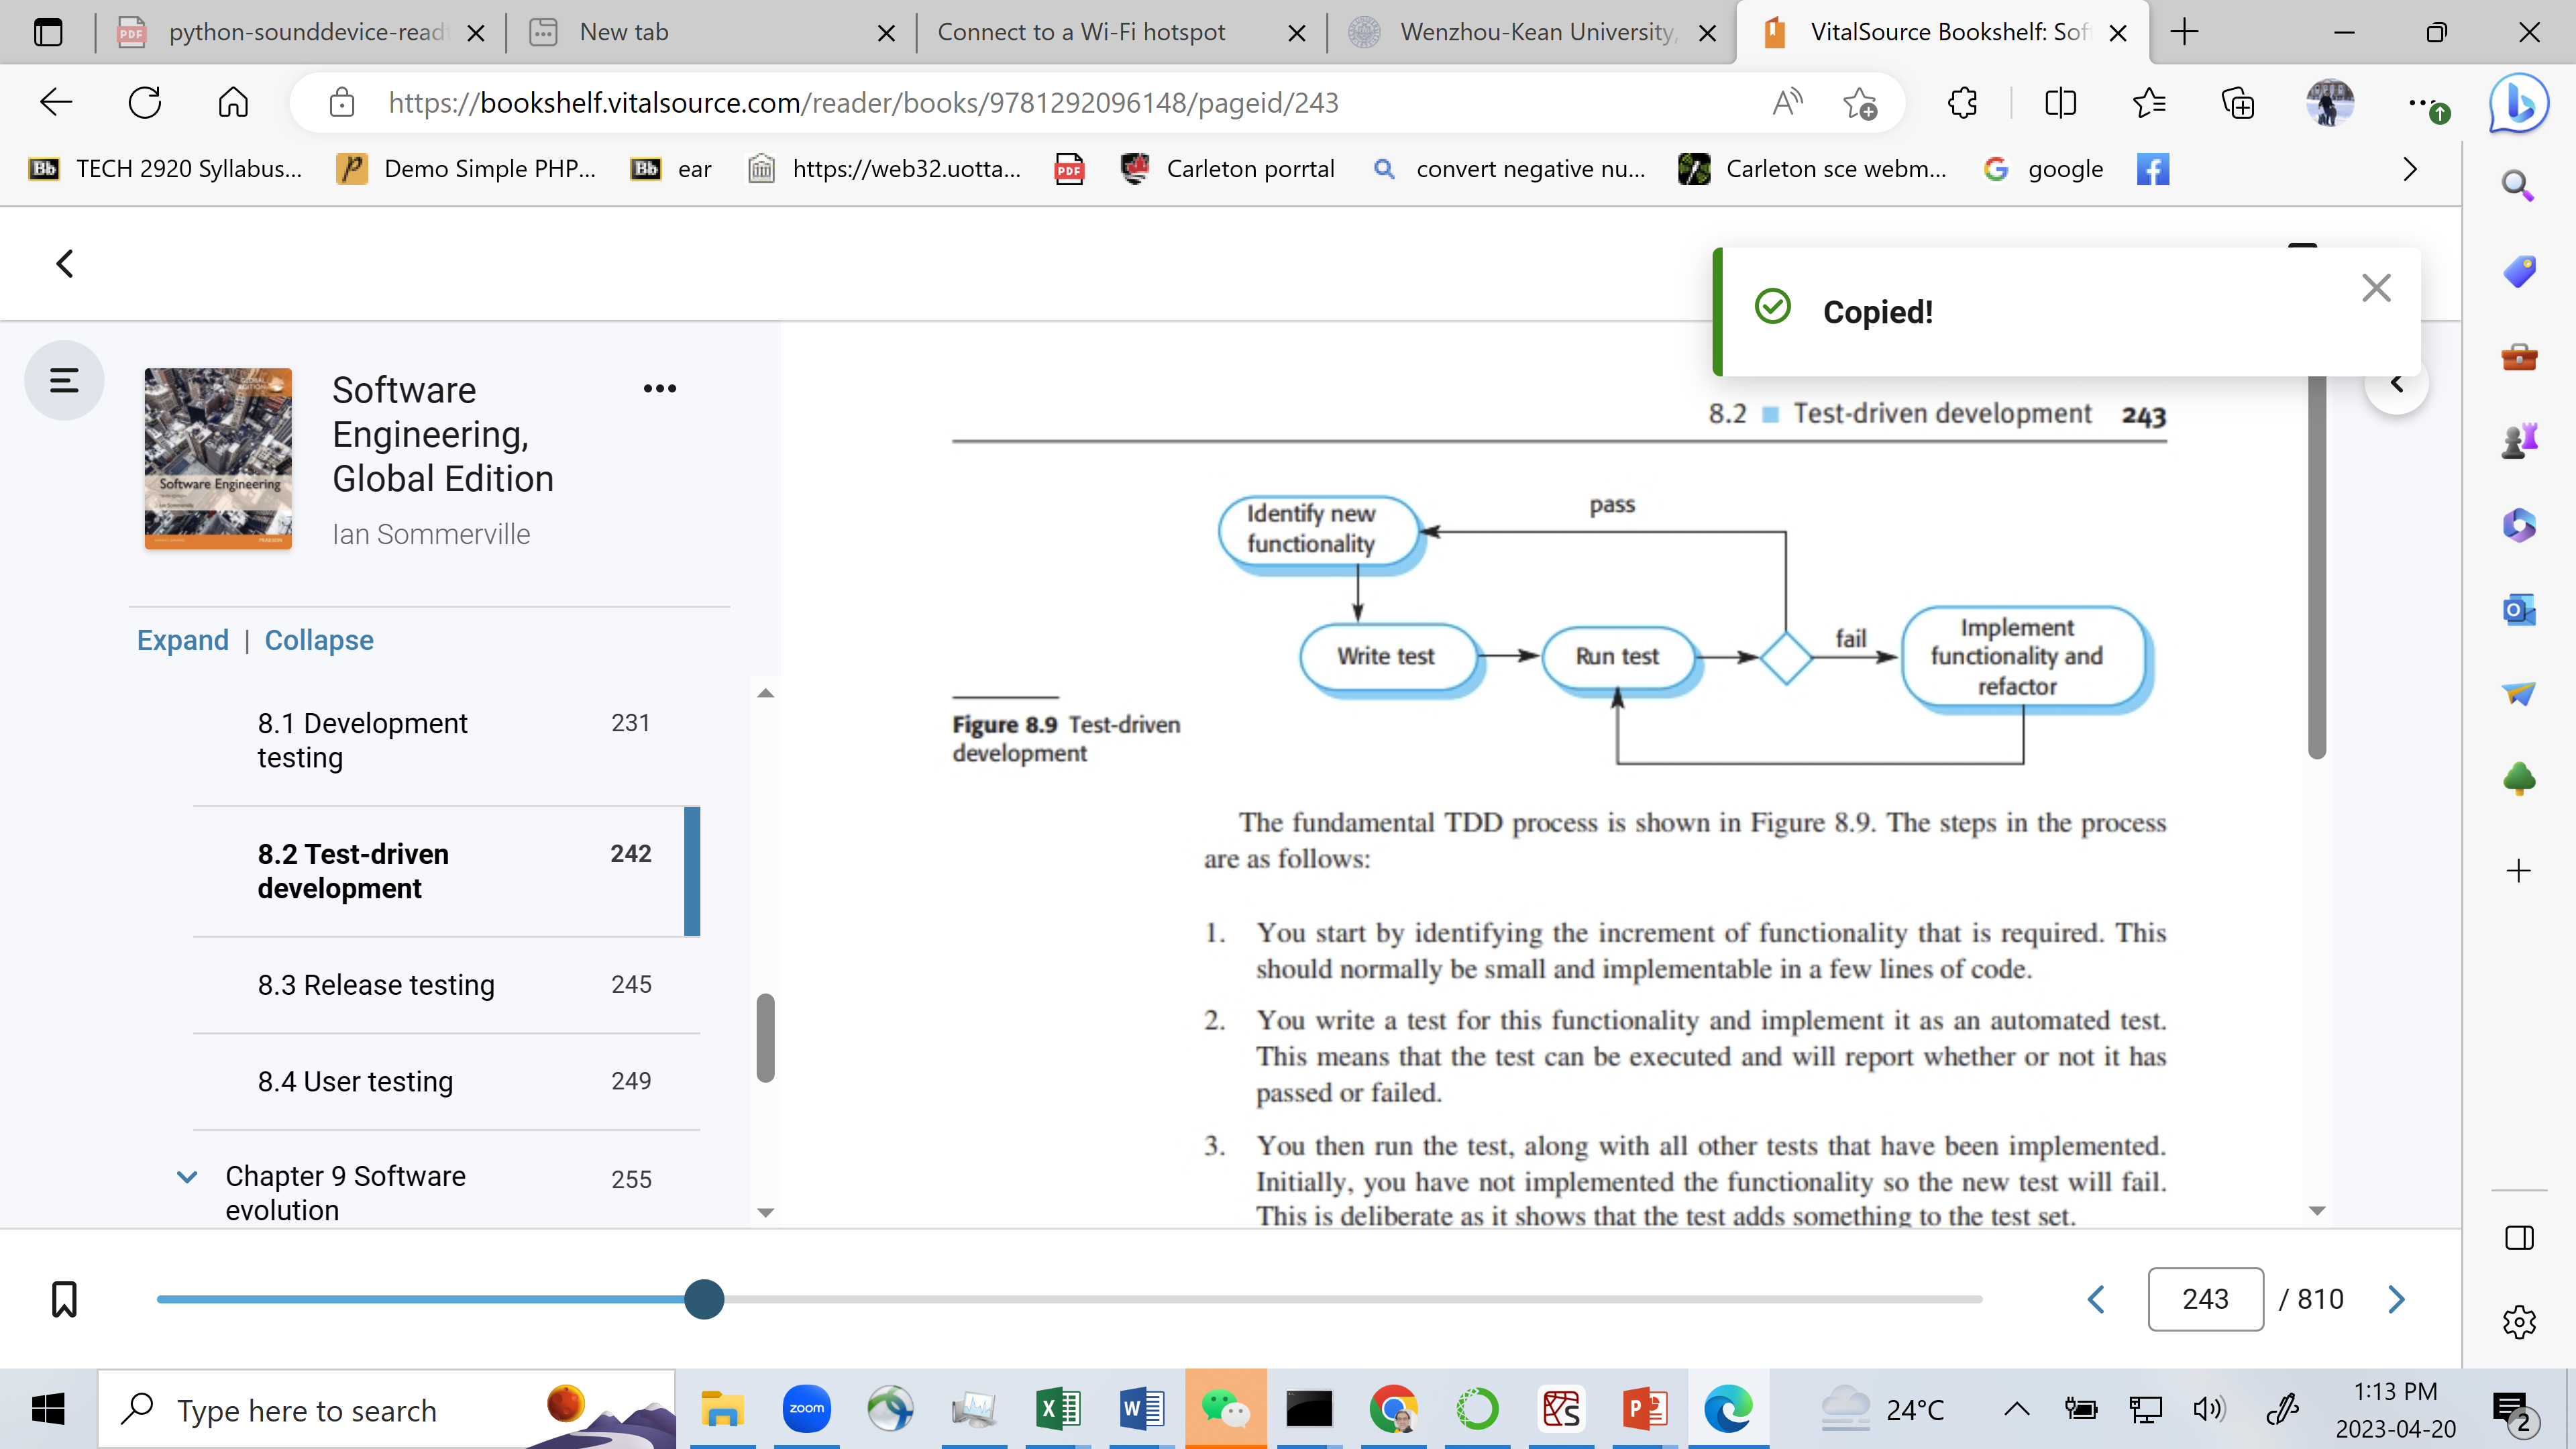 python-sounddevice-read
New tab
Connect to a Wi-Fi hotspot
Wenzhou-Kean University,
VitalSource Bookshelf: Sof
https://bookshelf.vitalsource.com/reader/books/9781292096148/pageid/243
TECH 2920 Syllabus...
Demo Simple PHP...
ear
https://web32.uotta...
Carleton porrtal
convert negative nu...
Carleton sce webm...
google
Copied!
Software
Engineering,
Global Edition
Ian Sommerville
Software Engineering
Expand | Collapse
8.1 Development
testing
231
8.2 Test-driven
development
242
8.3 Release testing 245
8.4 User testing 249
Chapter 9 Software
evolution
255
8.2 Test-driven development 243
Identify new
functionality
pass
Write test
Run test
fail
Implement
functionality and
refactor
Figure 8.9 Test-driven
development
The fundamental TDD process is shown in Figure 8.9. The steps in the process
are as follows:
1. You start by identifying the increment of functionality that is required. This
should normally be small and implementable in a few lines of code.
2. You write a test for this functionality and implement it as an automated test.
This means that the test can be executed and will report whether or not it has
passed or failed.
3. You then run the test, along with all other tests that have been implemented.
Initially, you have not implemented the functionality so the new test will fail.
This is deliberate as it shows that the test adds something to the test set.
243 / 810
Type here to search
zoom
24°C
1:13 PM
2023-04-20
2